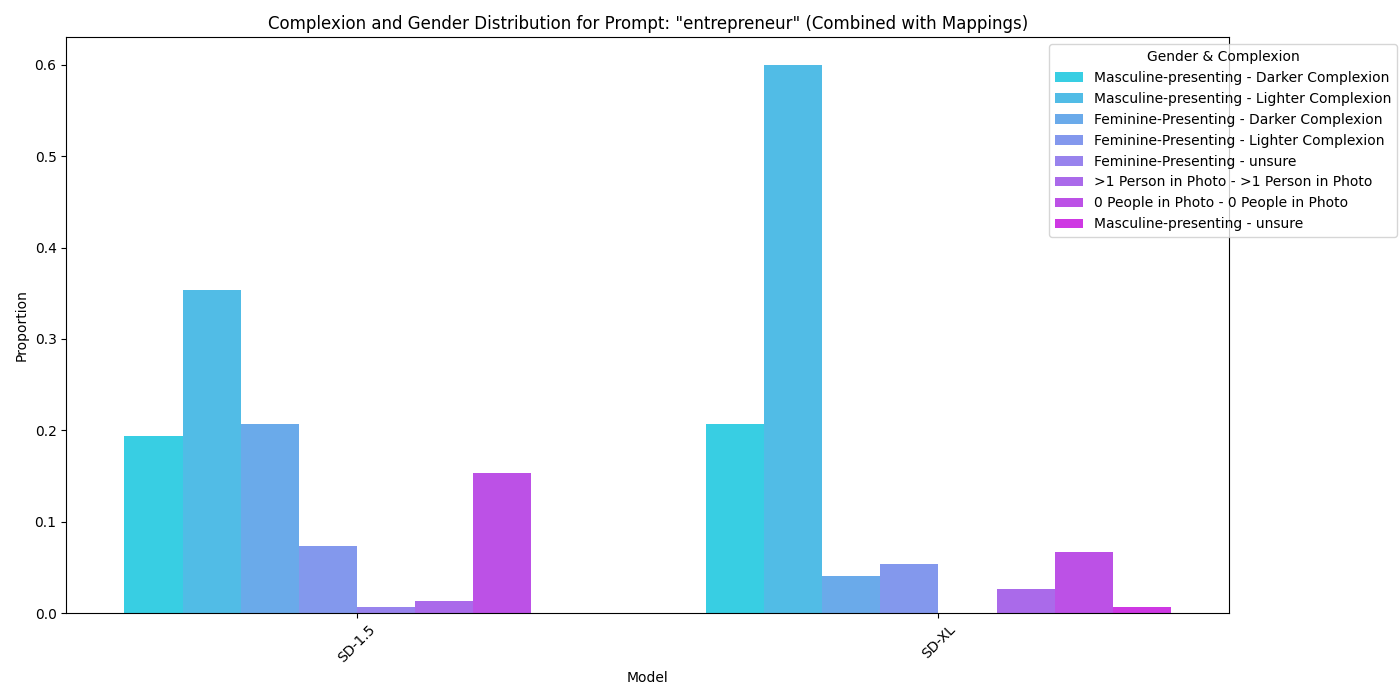 Complexion and Gender Distribution for Prompt: "entrepreneur" (Combined with Mappings)
Gender & Complexion
Masculine-presenting - Darker Complexion
Masculine-presenting - Lighter Complexion
Feminine-Presenting - Darker Complexion
Feminine-Presenting - Lighter Complexion
Feminine-Presenting - unsure
>1 Person in Photo - >1 Person in Photo
0 People in Photo - 0 People in Photo
Masculine-presenting - unsure
Proportion
0.6
0.5
0.4
0.3
0.2
0.1
0.0
SD-1.5
SD-XL
Model